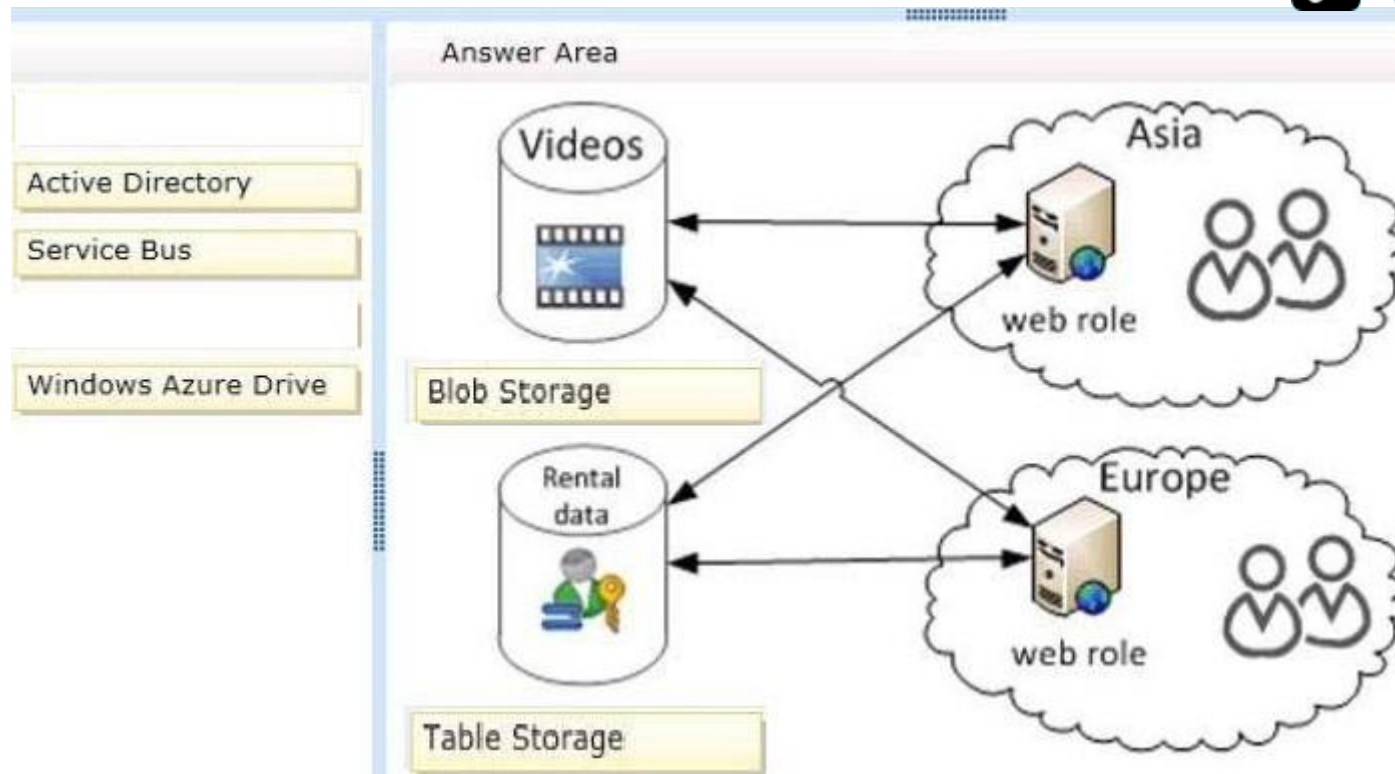 Answer Area
Active Directory
Service Bus
Windows Azure Drive
Videos
Blob Storage
Rental
data
Table Storage
Asia
web role
Europe
web role